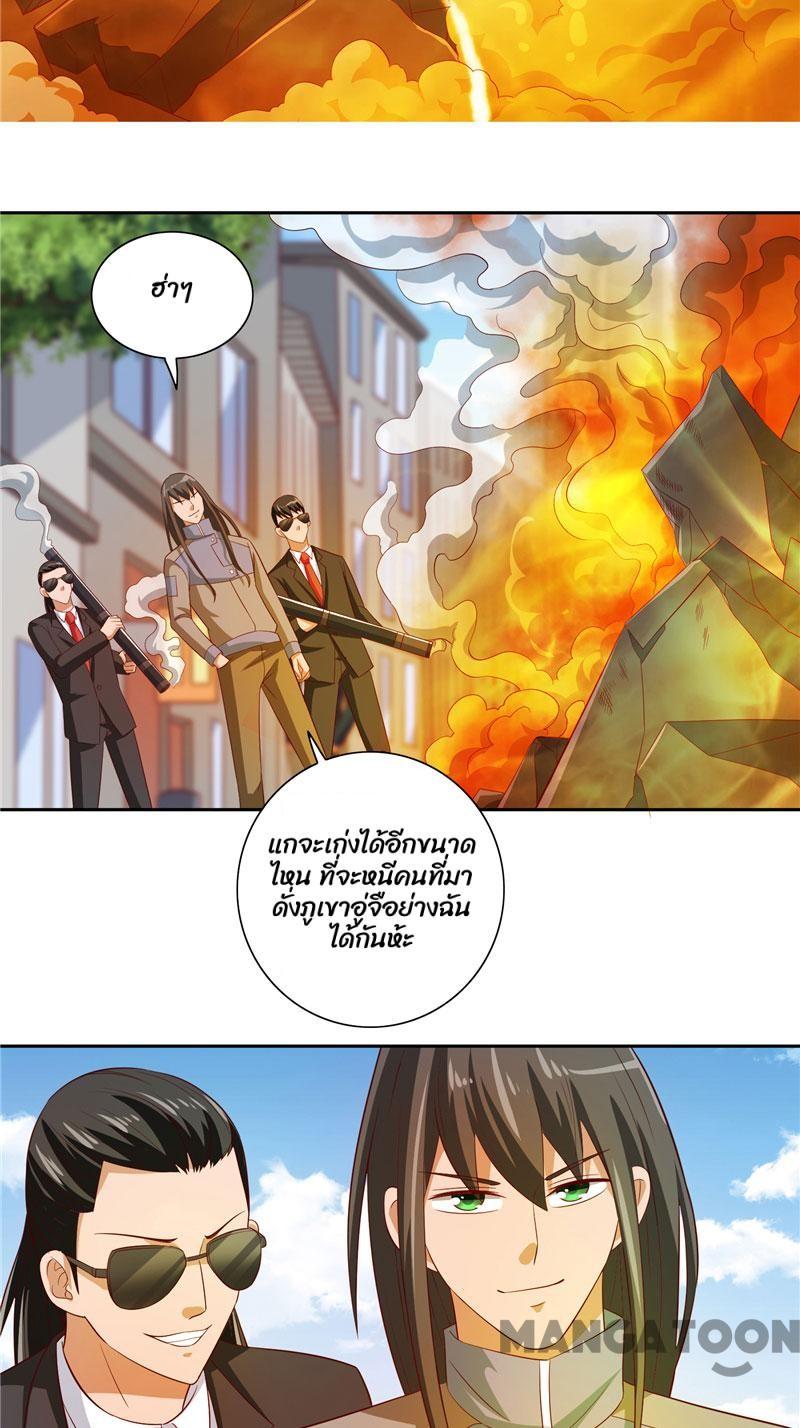 ฮ่าๆ
แกจะเก่งได้อีกขนาด
ไหน ที่จะหนีคนที่มา
ดั่งภูเขาอู่จือย่างฉัน
ได้กันห้ะ
MANGATOON